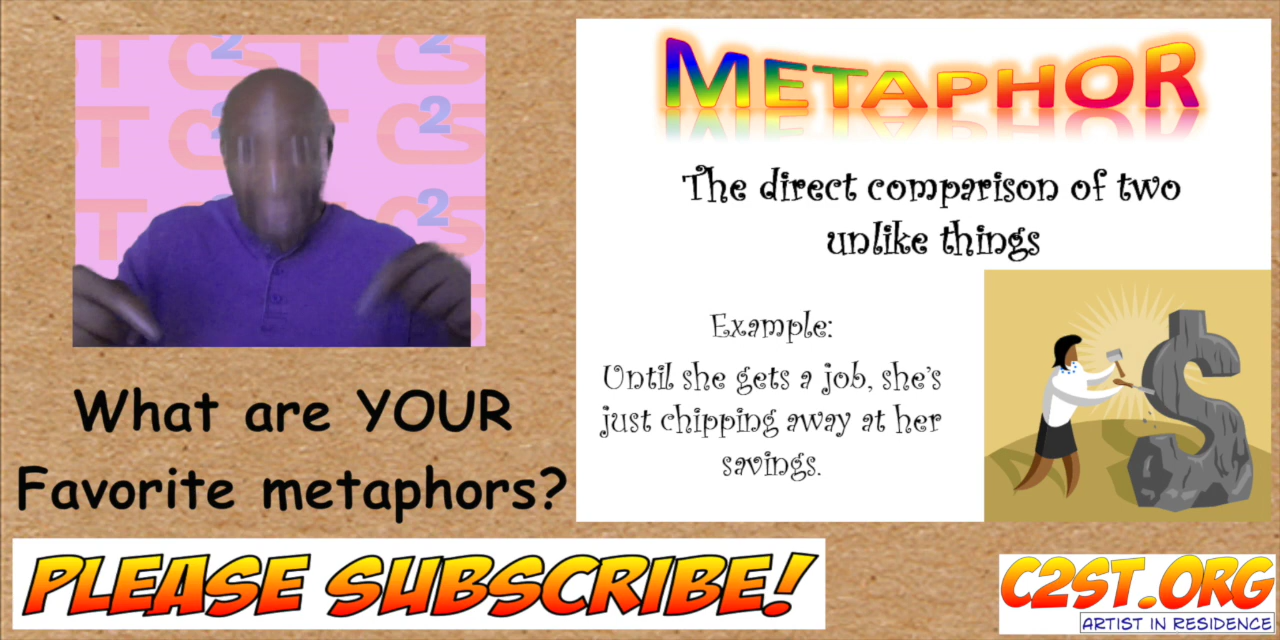 METAPHOR
The direct comparison of two
unlike things
Example:
Until she gets a job, she's
just chipping away at her
savings.
What are YOUR
Favorite metaphors?
PLEASE SUBSCRIBE!
C2ST.ORG
ARTIST IN RESIDENCE